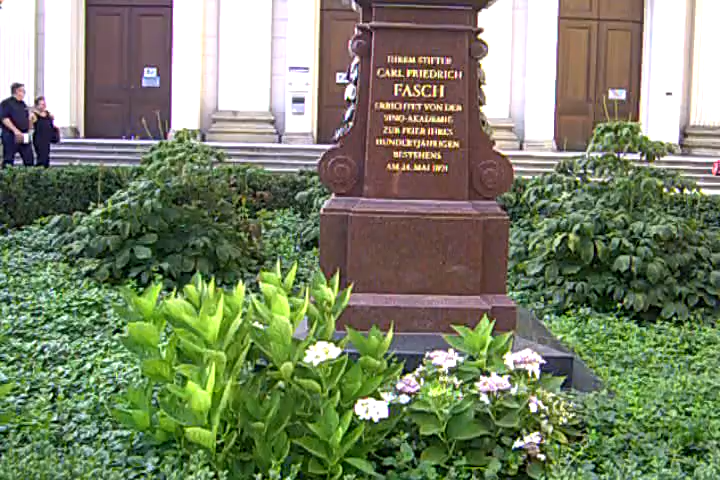 IHREM STIFTER
CARL FRIEDRICH
FASCH
ERRICHTET VON DER
SING-AKADEMIE
ZUR FEIER IHRES
HUNDERTJÄHRIGEN
BESTEHENS
AM 24. MAI 1891